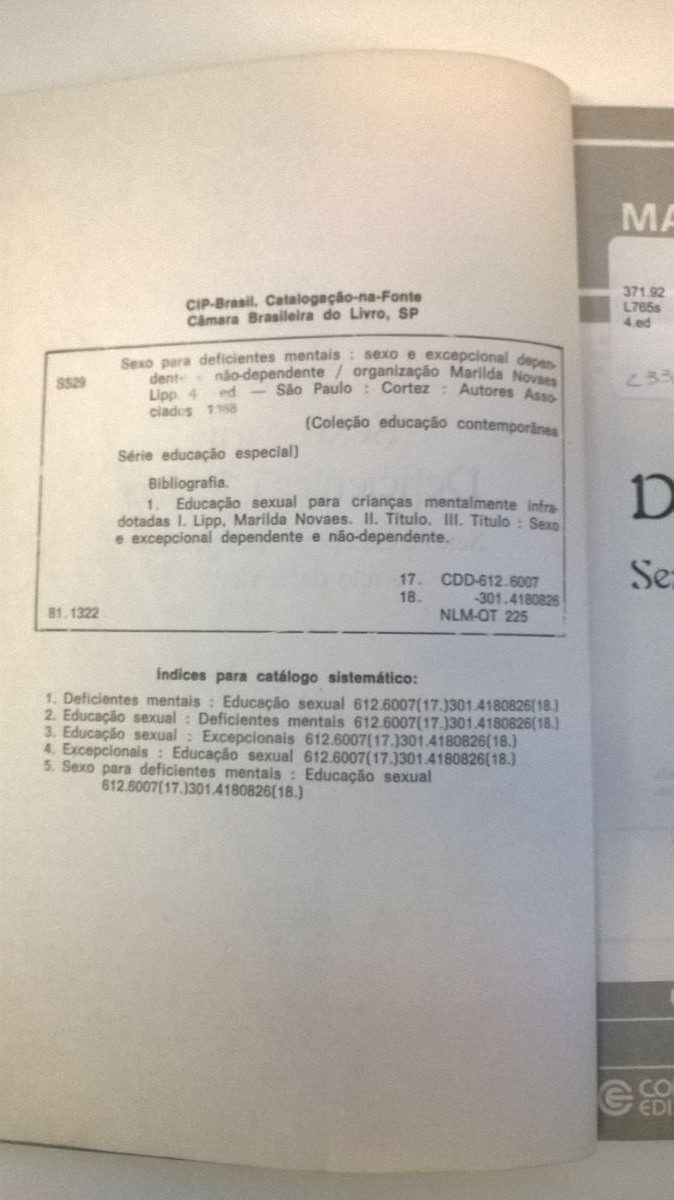 CIP-Brasil. Catalogação-na-Fonte
Câmara Brasileira do Livro, SP
S529
Sexo para deficientes mentais : sexo e excepcional depen-
dente e não-dependente / organização Marilda Novaes
Lipp 4 ed — São Paulo : Cortez : Autores Asso-
ciados
(Coleção educação contemporânea
Série educação especial)
Bibliografia.
1. Educação sexual para crianças mentalmente infra-
dotadas I. Lipp, Marilda Novaes. II. Título. III. Título : Sexo
e excepcional dependente e não-dependente.
17. CDD-612.6007
18. -301.4180826
81.1322
NLM-QT 225
Índices para catálogo sistemático:
1. Deficientes mentais : Educação sexual 612.6007(17.)301.4180826(18.)
2. Educação sexual : Deficientes mentais 612.6007(17.)301.4180826(18.)
3. Educação sexual : Excepcionais 612.6007(17.)301.4180826(18.)
4. Excepcionais : Educação sexual 612.6007(17.)301.4180826(18.)
5. Sexo para deficientes mentais : Educação sexual
612.6007(17.)301.4180826(18.)
MA
371.92
L765s
4.ed
D
Se
CO
EDI